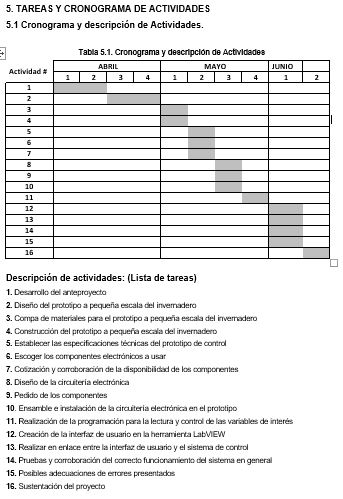 5. TAREAS Y CRONOGRAMA DE ACTIVIDADES
5.1 Cronograma y descripción de Actividades.
Tabla 5.1. Cronograma y descripción de Actividades
Actividad # ABRIL MAYO JUNIO
1 2 3 4 1 2 3 4 1 2
1
2
3
4
5
6
7
8
9
10
11
12
13
14
15
16
Descripción de actividades: (Lista de tareas)
1. Desarrollo del anteproyecto
2. Diseño del prototipo a pequeña escala del invernadero
3. Compa de materiales para el prototipo a pequeña escala del invernadero
4. Construcción del prototipo a pequeña escala del invernadero
5. Establecer las especificaciones técnicas del prototipo de control
6. Escoger los componentes electrónicos a usar
7. Cotización y corroboración de la disponibilidad de los componentes
8. Diseño de la circuitería electrónica
9. Pedido de los componentes
10. Ensamble e instalación de la circuitería electrónica en el prototipo
11. Realización de la programación para la lectura y control de las variables de interés
12. Creación de la interfaz de usuario en la herramienta LabVIEW
13. Realizar en enlace entre la interfaz de usuario y el sistema de control
14. Pruebas y corroboración del correcto funcionamiento del sistema en general
15. Posibles adecuaciones de errores presentados
16. Sustentación del proyecto